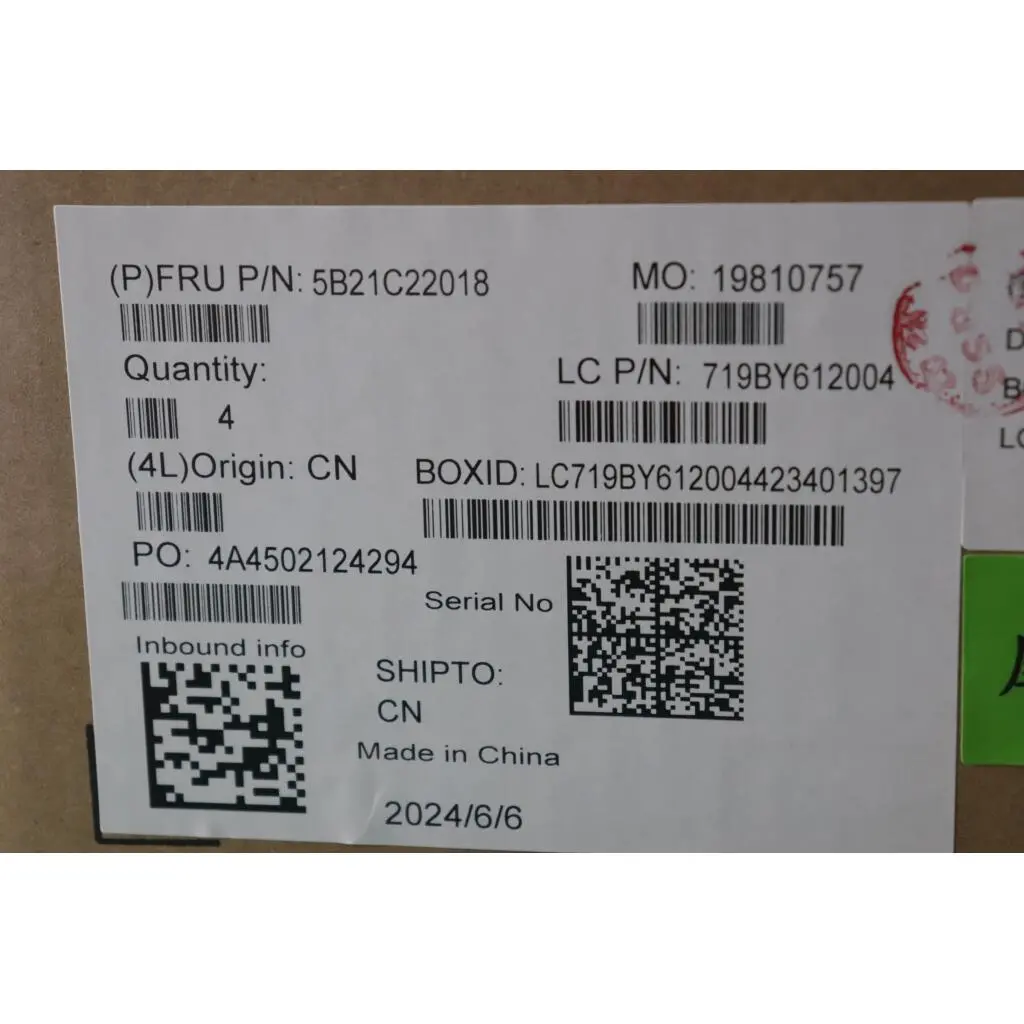 (P)FRU P/N: 5B21C22018
MO: 19810757
Quantity:
4
LC P/N: 719BY612004
(4L)Origin: CN
BOXID: LC719BY612004423401397
PO: 4A4502124294
Serial No
Inbound info
SHIPTO:
CN
Made in China
2024/6/6